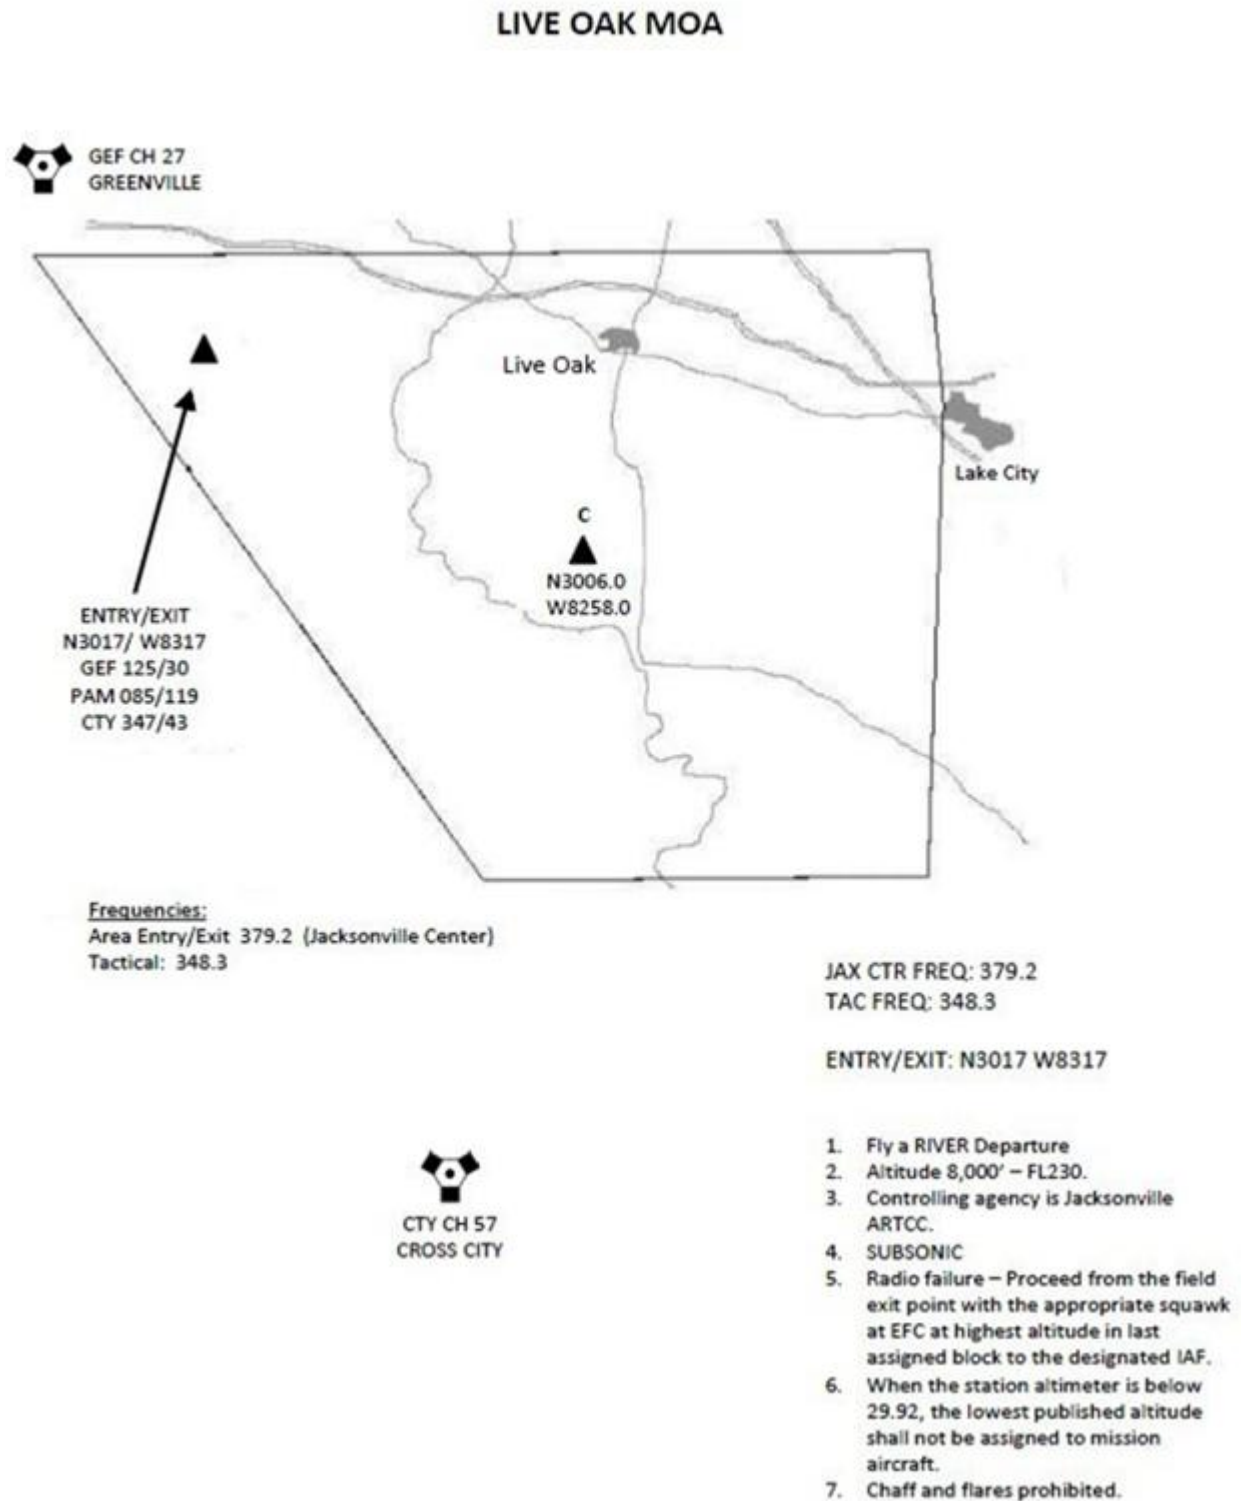 LIVE OAK MOA
GEF CH 27
GREENVILLE
Live Oak
Lake City
C
N3006.0
W8258.0
ENTRY/EXIT
N3017/ W8317
GEF 125/30
PAM 085/119
CTY 347/43
Frequencies:
Area Entry/Exit 379.2 (Jacksonville Center)
Tactical: 348.3
JAX CTR FREQ: 379.2
TAC FREQ: 348.3
ENTRY/EXIT: N3017 W8317
CTY CH 57
CROSS CITY
1. Fly a RIVER Departure
2. Altitude 8,000’ – FL230.
3. Controlling agency is Jacksonville
ARTCC.
4. SUBSONIC
5. Radio failure – Proceed from the field
exit point with the appropriate squawk
at EFC at highest altitude in last
assigned block to the designated IAF.
6. When the station altimeter is below
29.92, the lowest published altitude
shall not be assigned to mission
aircraft.
7. Chaff and flares prohibited.